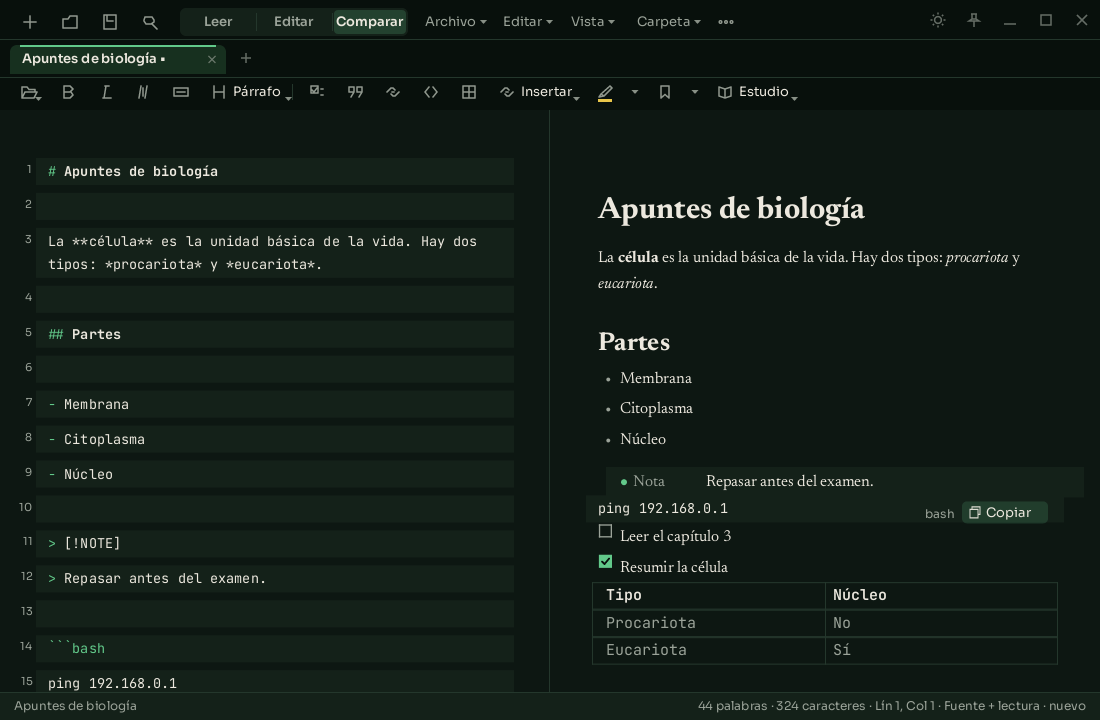 Leer Editar Comparar Archivo Editar Vista Carpeta
Apuntes de biología •
Párrafo Insertar Estudio
1 # Apuntes de biología
2
3 La **célula** es la unidad básica de la vida. Hay dos
tipos: *procariota* y *eucariota*.
4
5 ## Partes
6
7 - Membrana
8 - Citoplasma
9 - Núcleo
10
11 > [!NOTE]
12 > Repasar antes del examen.
13
14 ```bash
15 ping 192.168.0.1
Apuntes de biología
La célula es la unidad básica de la vida. Hay dos tipos: procariota y
eucariota.
Partes
• Membrana
• Citoplasma
• Núcleo
• Nota Repasar antes del examen.
ping 192.168.0.1 bash Copiar
Leer el capítulo 3
Resumir la célula
Tipo Núcleo
Procariota No
Eucariota Sí
Apuntes de biología 44 palabras · 324 caracteres · Lín 1, Col 1 · Fuente + lectura · nuevo